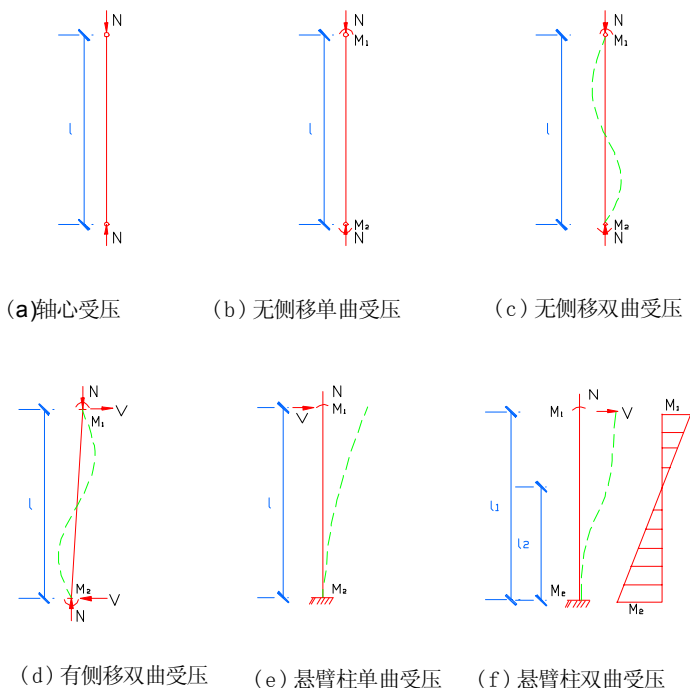 N
N
N
M₁
M₁
l
l
l
M₂
M₂
N
N
N
(a)轴心受压
(b)无侧移单曲受压
(c)无侧移双曲受压
N
V
M₁
l
M₂
V
N
V
M₁
l
M₂
N
M₁
V
M₁
l₁
l₂
M₂
M₂
(d)有侧移双曲受压
(e)悬臂柱单曲受压
(f)悬臂柱双曲受压